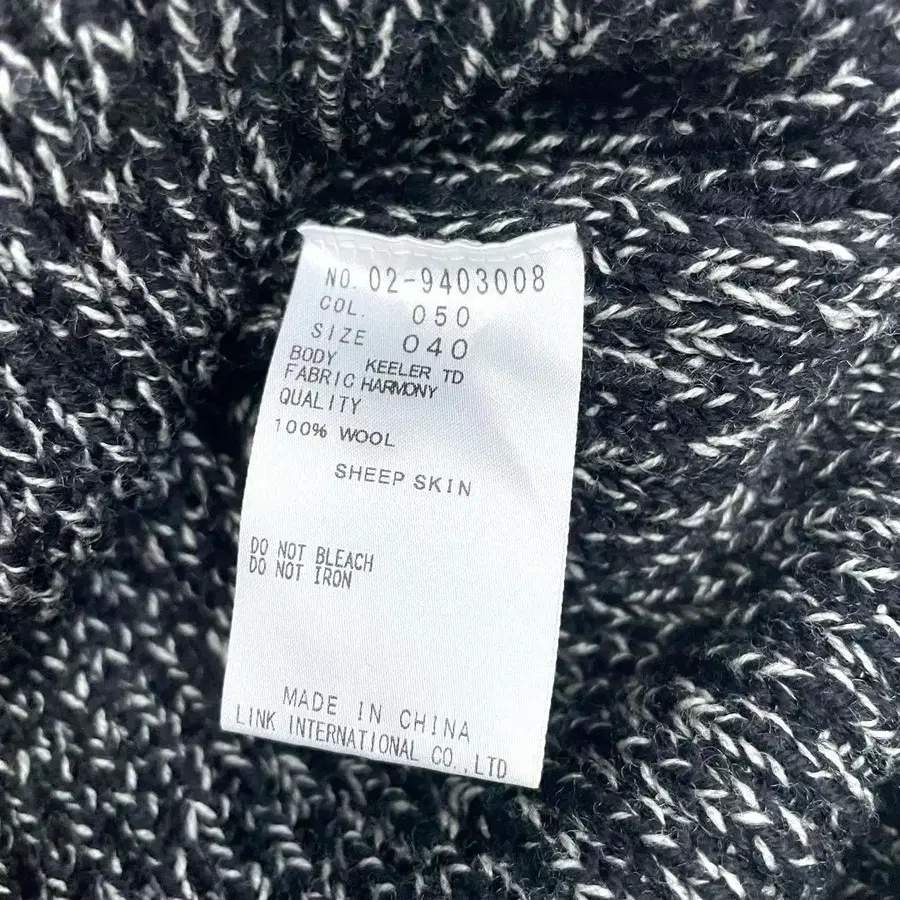 NO. 02-9403008
COL. 050
SIZE 040
BODY KEELER TD
FABRIC HARMONY
QUALITY
100% WOOL
SHEEP SKIN
DO NOT BLEACH
DO NOT IRON
MADE IN CHINA
LINK INTERNATIONAL CO.,LTD